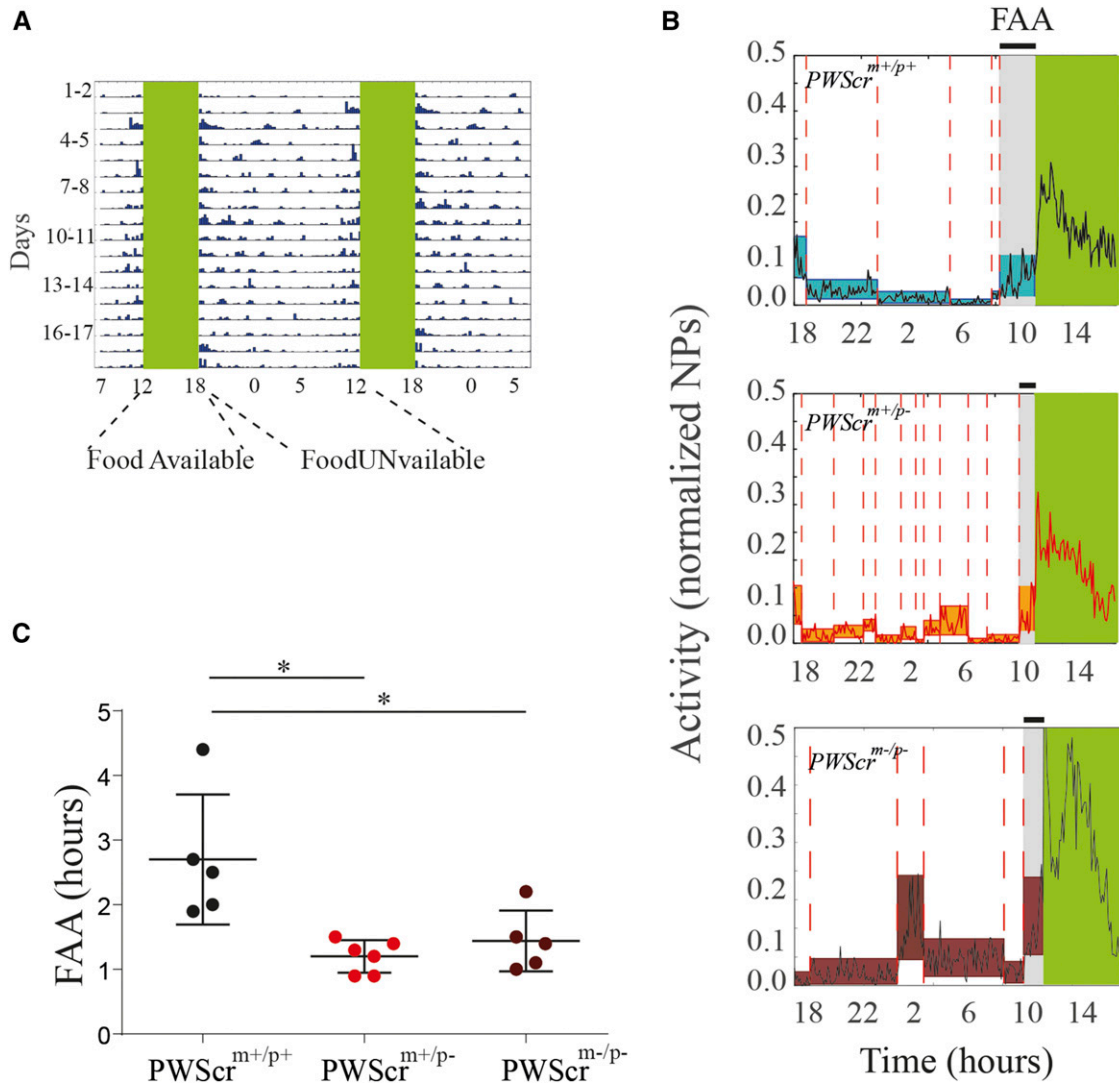 A
1-2
4-5
7-8
10-11
13-14
16-17
Days
7 12 18 0 5 12 18 0 5
Food Available FoodUNvailable
B
FAA
0.5
0.4
0.3
0.2
0.1
0.0
PWScr m+/p+
18 22 2 6 10 14
0.5
0.4
0.3
0.2
0.1
0.0
PWScr m+/p-
18 22 2 6 10 14
0.5
0.4
0.3
0.2
0.1
0.0
PWScr m-/p-
18 22 2 6 10 14
Activity (normalized NPs)
Time (hours)
C
*
*
5
4
3
2
1
0
FAA (hours)
PWScr m+/p+ PWScr m+/p- PWScr m-/p-